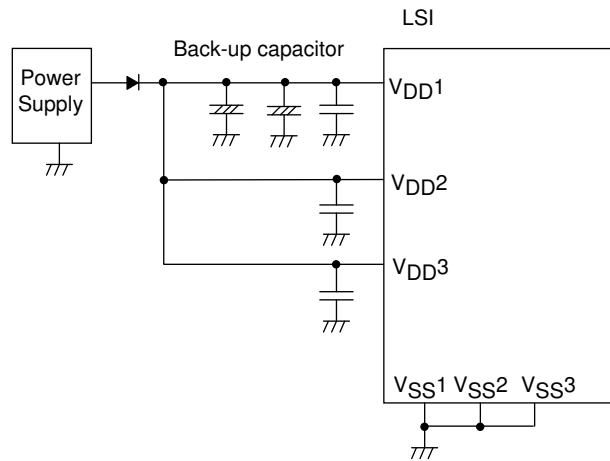 LSI
Back-up capacitor
Power
Supply
VDD1
VDD2
VDD3
VSS1 VSS2 VSS3